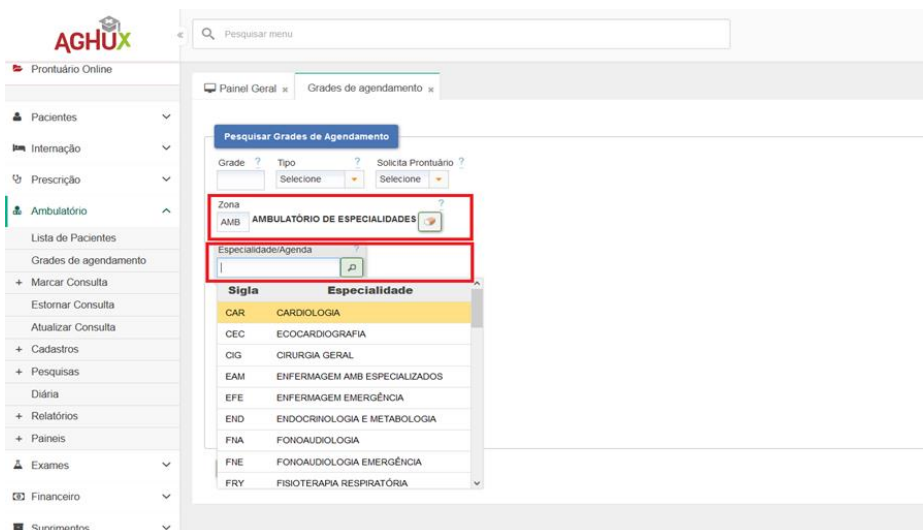 AGHUX
«
Pesquisar menu
Prontuário Online
Painel Geral × Grades de agendamento ×
Pacientes
Internação
Prescrição
Ambulatório
Lista de Pacientes
Grades de agendamento
+ Marcar Consulta
Estornar Consulta
Atualizar Consulta
+ Cadastros
+ Pesquisas
Diária
+ Relatórios
+ Paineis
Exames
Financeiro
Suprimentos
Pesquisar Grades de Agendamento
Grade ? Tipo ? Solicita Prontuário ?
Selecione Selecione
Zona ?
AMB AMBULATÓRIO DE ESPECIALIDADES
Especialidade/Agenda ?
Sigla Especialidade
CAR CARDIOLOGIA
CEC ECOCARDIOGRAFIA
CIG CIRURGIA GERAL
EAM ENFERMAGEM AMB ESPECIALIZADOS
EFE ENFERMAGEM EMERGÊNCIA
END ENDOCRINOLOGIA E METABOLOGIA
FNA FONOAUDIOLOGIA
FNE FONOAUDIOLOGIA EMERGÊNCIA
FRY FISIOTERAPIA RESPIRATÓRIA